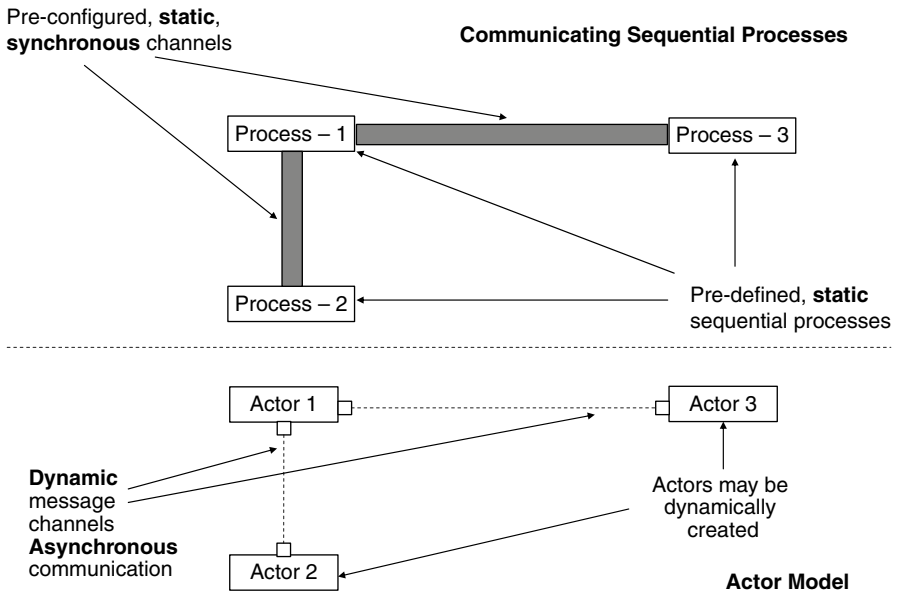 Pre-configured, static,
synchronous channels
Communicating Sequential Processes
Process – 1
Process – 3
Process – 2
Pre-defined, static
sequential processes
Actor 1
Actor 3
Dynamic
message
channels
Asynchronous
communication
Actors may be
dynamically
created
Actor 2
Actor Model